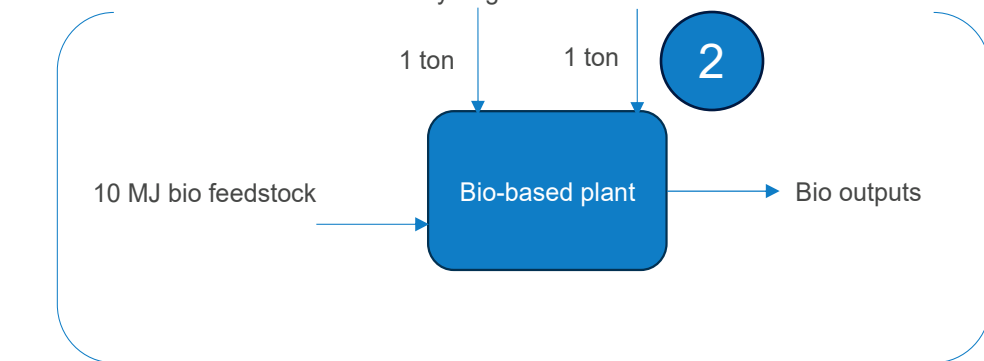 1 ton
1 ton
2
10 MJ bio feedstock
Bio-based plant
Bio outputs